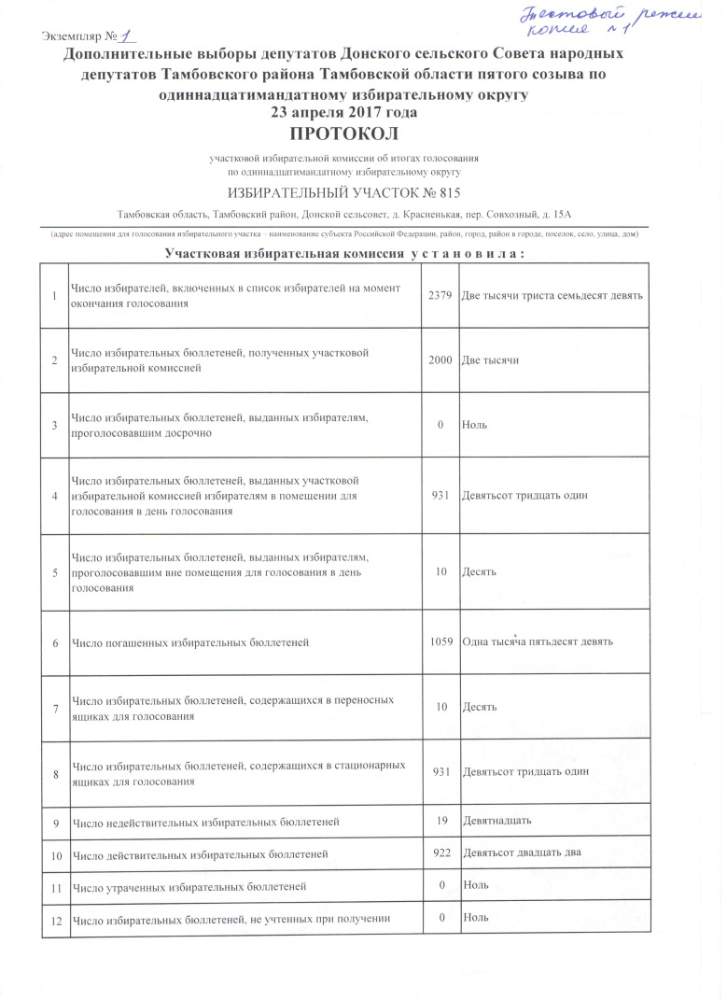 Тестовый режим
копия №1
Экземпляр № 1
Дополнительные выборы депутатов Донского сельского Совета народных
депутатов Тамбовского района Тамбовской области пятого созыва по
одиннадцатимандатному избирательному округу
23 апреля 2017 года
ПРОТОКОЛ
участковой избирательной комиссии об итогах голосования
по одиннадцатимандатному избирательному округу
ИЗБИРАТЕЛЬНЫЙ УЧАСТОК № 815
Тамбовская область, Тамбовский район, Донской сельсовет, д. Красненькая, пер. Совхозный, д. 15А
(адрес помещения для голосования избирательного участка – наименование субъекта Российской Федерации, район, город, район в городе, поселок, село, улица, дом)
Участковая избирательная комиссия у с т а н о в и л а :
1 Число избирателей, включенных в список избирателей на момент
окончания голосования 2379 Две тысячи триста семьдесят девять
2 Число избирательных бюллетеней, полученных участковой
избирательной комиссией 2000 Две тысячи
3 Число избирательных бюллетеней, выданных избирателям,
проголосовавшим досрочно 0 Ноль
4 Число избирательных бюллетеней, выданных участковой
избирательной комиссией избирателям в помещении для
голосования в день голосования 931 Девятьсот тридцать один
5 Число избирательных бюллетеней, выданных избирателям,
проголосовавшим вне помещения для голосования в день
голосования 10 Десять
6 Число погашенных избирательных бюллетеней 1059 Одна тысяча пятьдесят девять
7 Число избирательных бюллетеней, содержащихся в переносных
ящиках для голосования 10 Десять
8 Число избирательных бюллетеней, содержащихся в стационарных
ящиках для голосования 931 Девятьсот тридцать один
9 Число недействительных избирательных бюллетеней 19 Девятнадцать
10 Число действительных избирательных бюллетеней 922 Девятьсот двадцать два
11 Число утраченных избирательных бюллетеней 0 Ноль
12 Число избирательных бюллетеней, не учтенных при получении 0 Ноль